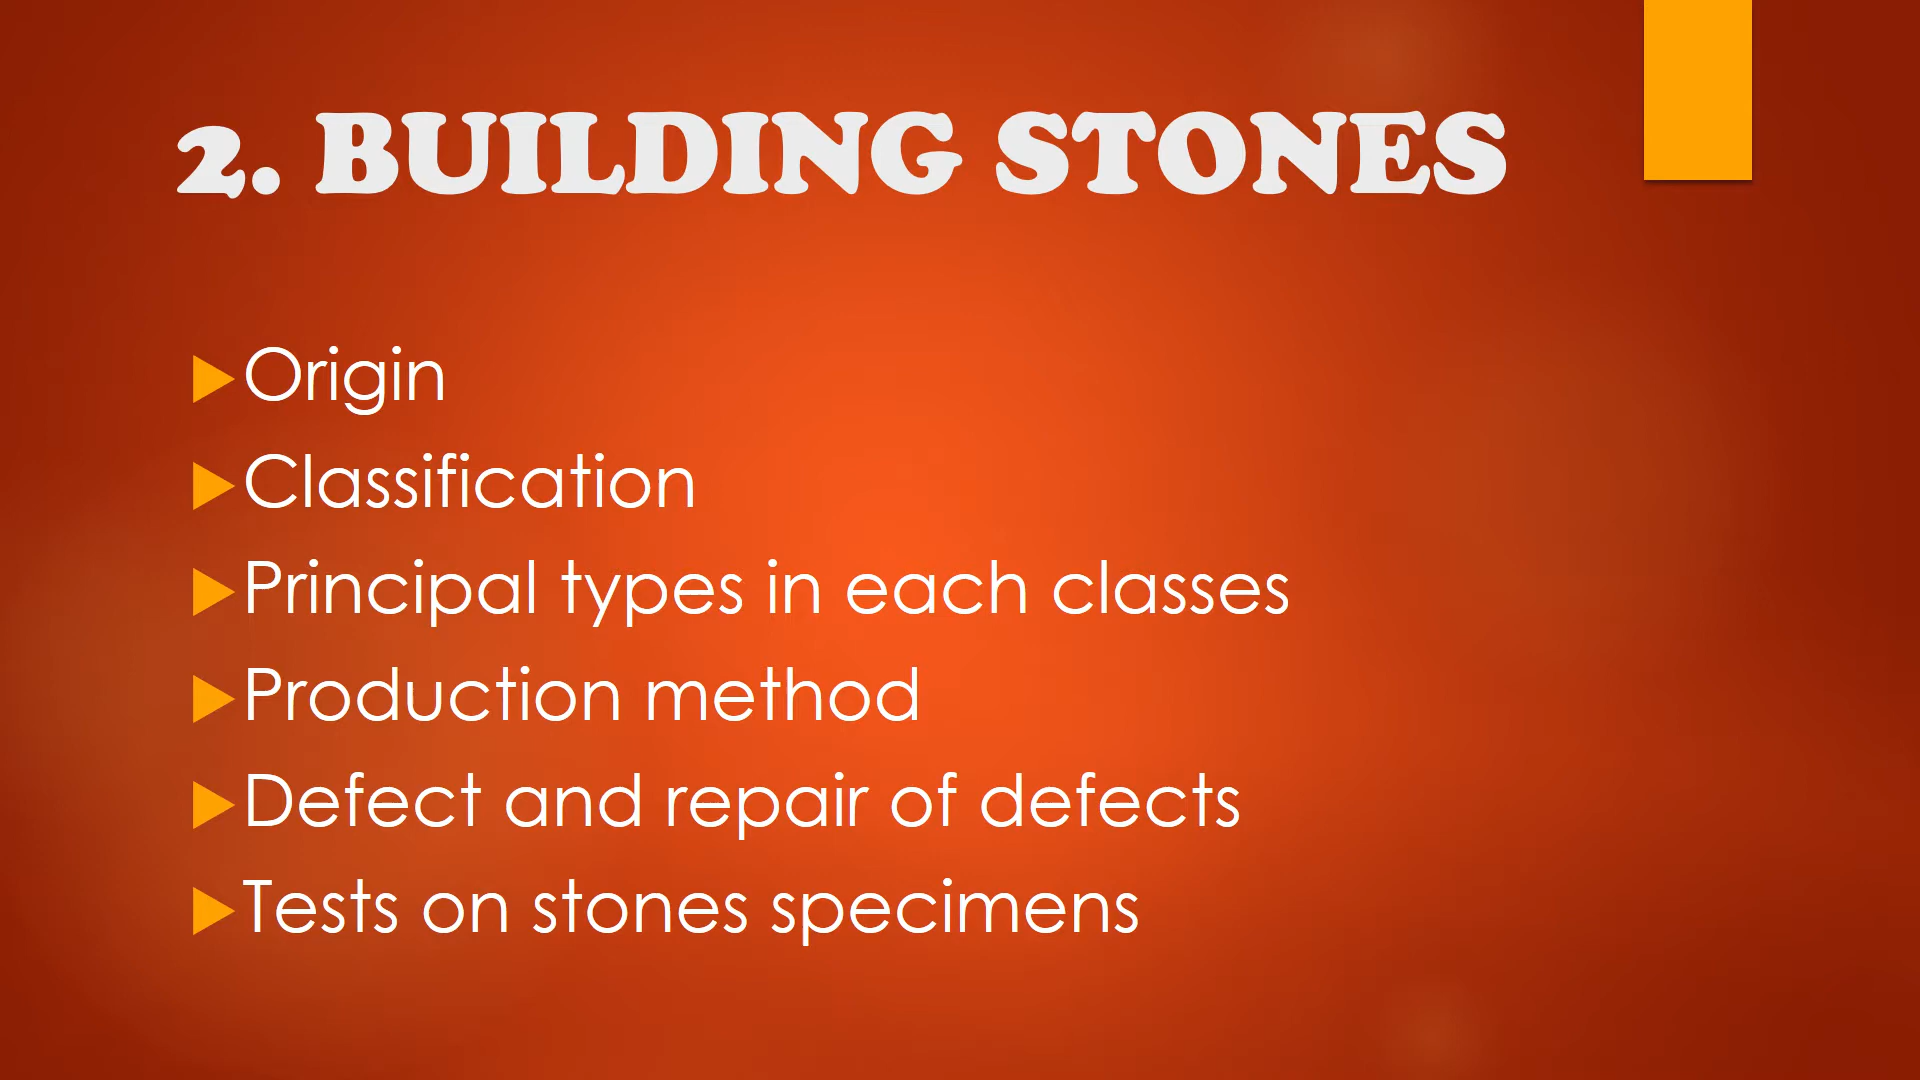 2. BUILDING STONES
Origin
Classification
Principal types in each classes
Production method
Defect and repair of defects
Tests on stones specimens